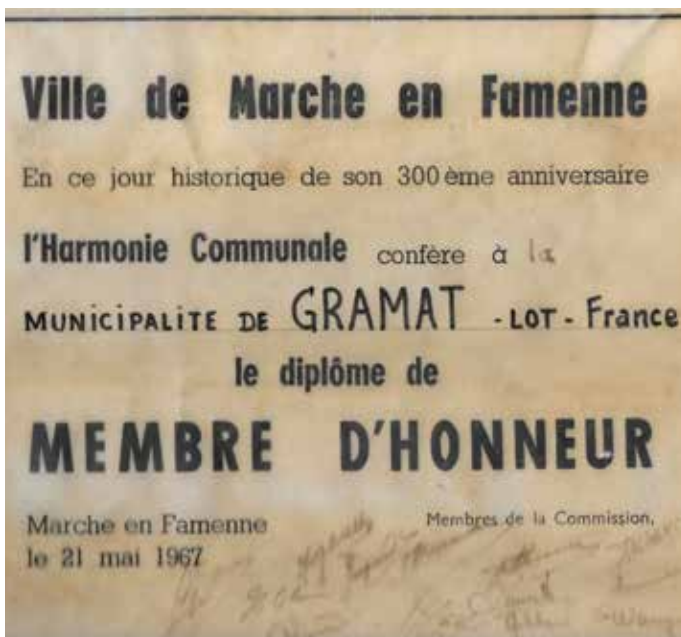 Ville de Marche en Famenne
En ce jour historique de son 300ème anniversaire
l'Harmonie Communale confère à la
MUNICIPALITE DE GRAMAT - LOT - France
le diplôme de
MEMBRE D'HONNEUR
Marche en Famenne
le 21 mai 1967
Membres de la Commission,